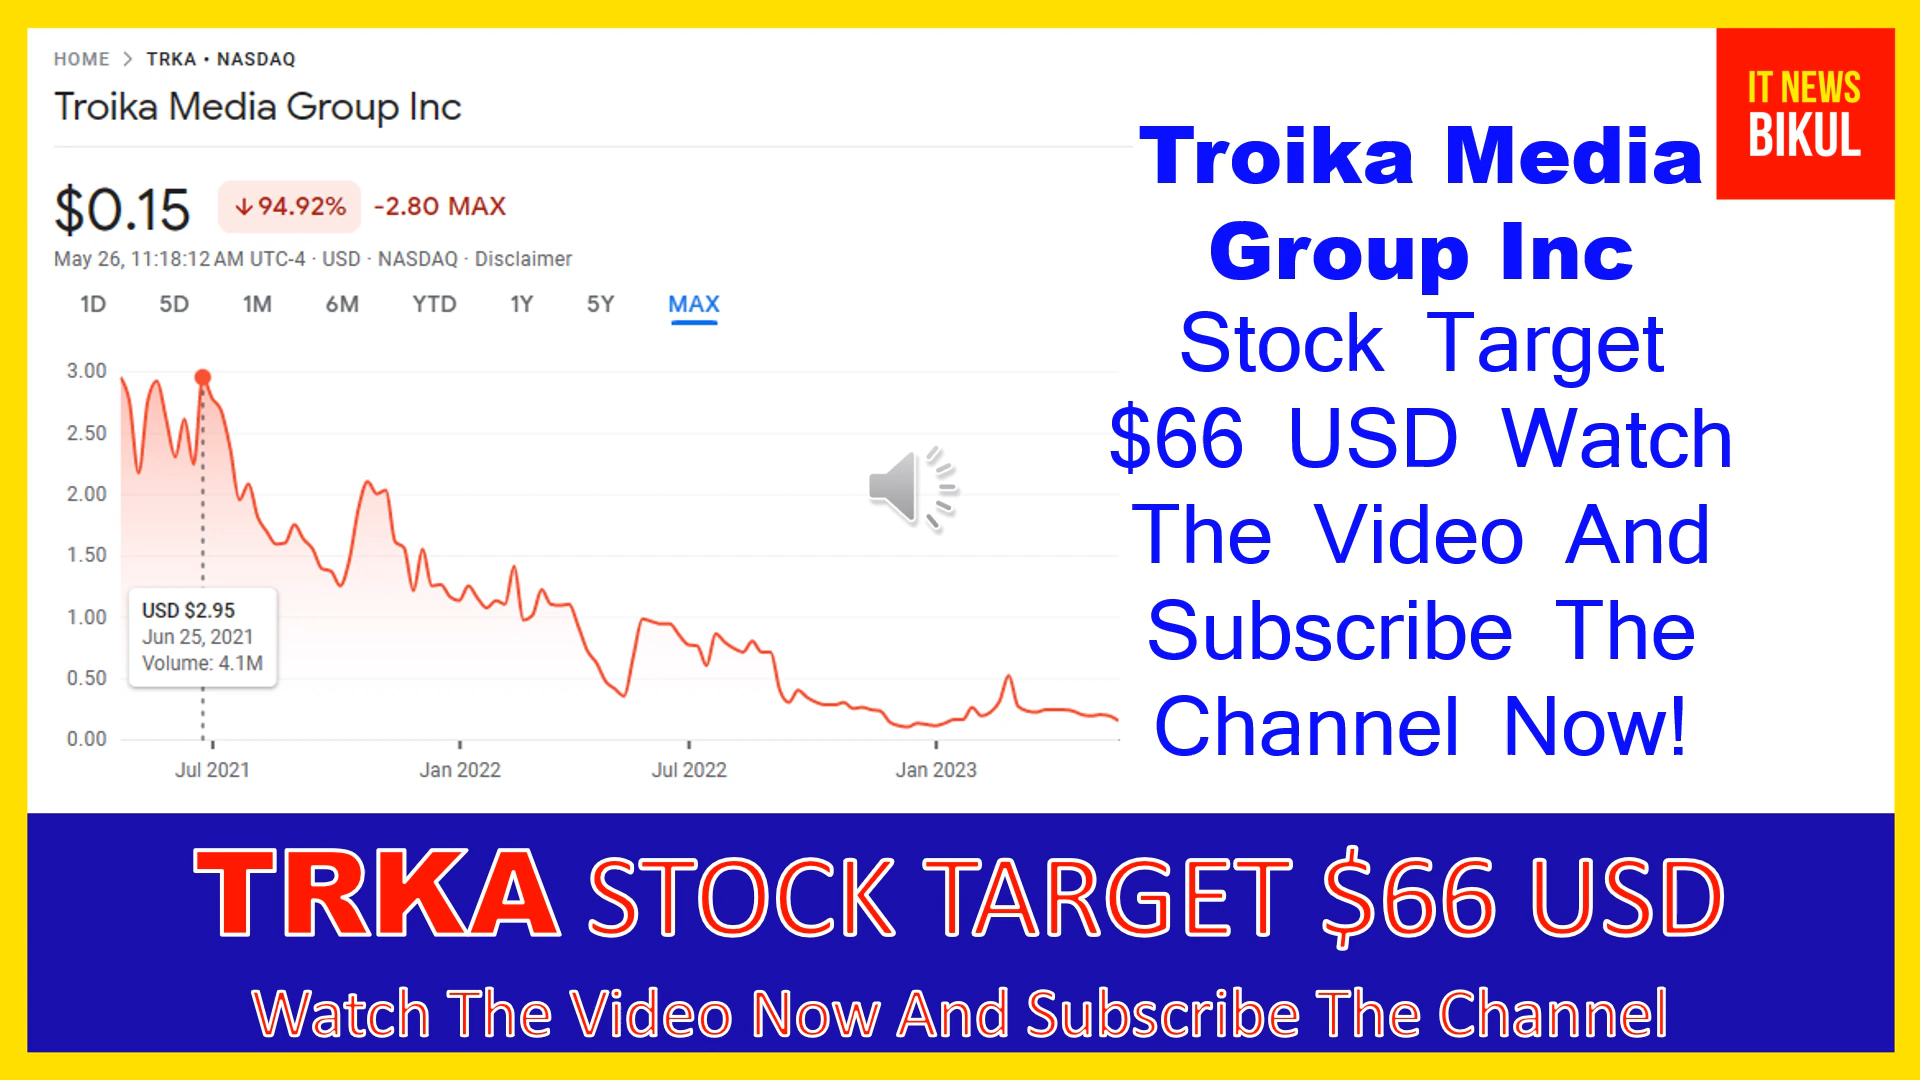 HOME > TRKA • NASDAQ
Troika Media Group Inc
$0.15 ↓94.92% -2.80 MAX
May 26, 11:18:12 AM UTC-4 · USD · NASDAQ · Disclaimer
1D 5D 1M 6M YTD 1Y 5Y MAX
3.00
2.50
2.00
1.50
1.00
0.50
0.00
USD $2.95
Jun 25, 2021
Volume: 4.1M
Jul 2021 Jan 2022 Jul 2022 Jan 2023
IT NEWS
BIKUL
Troika Media
Group Inc
Stock Target
$66 USD Watch
The Video And
Subscribe The
Channel Now!
TRKA STOCK TARGET $66 USD
Watch The Video Now And Subscribe The Channel